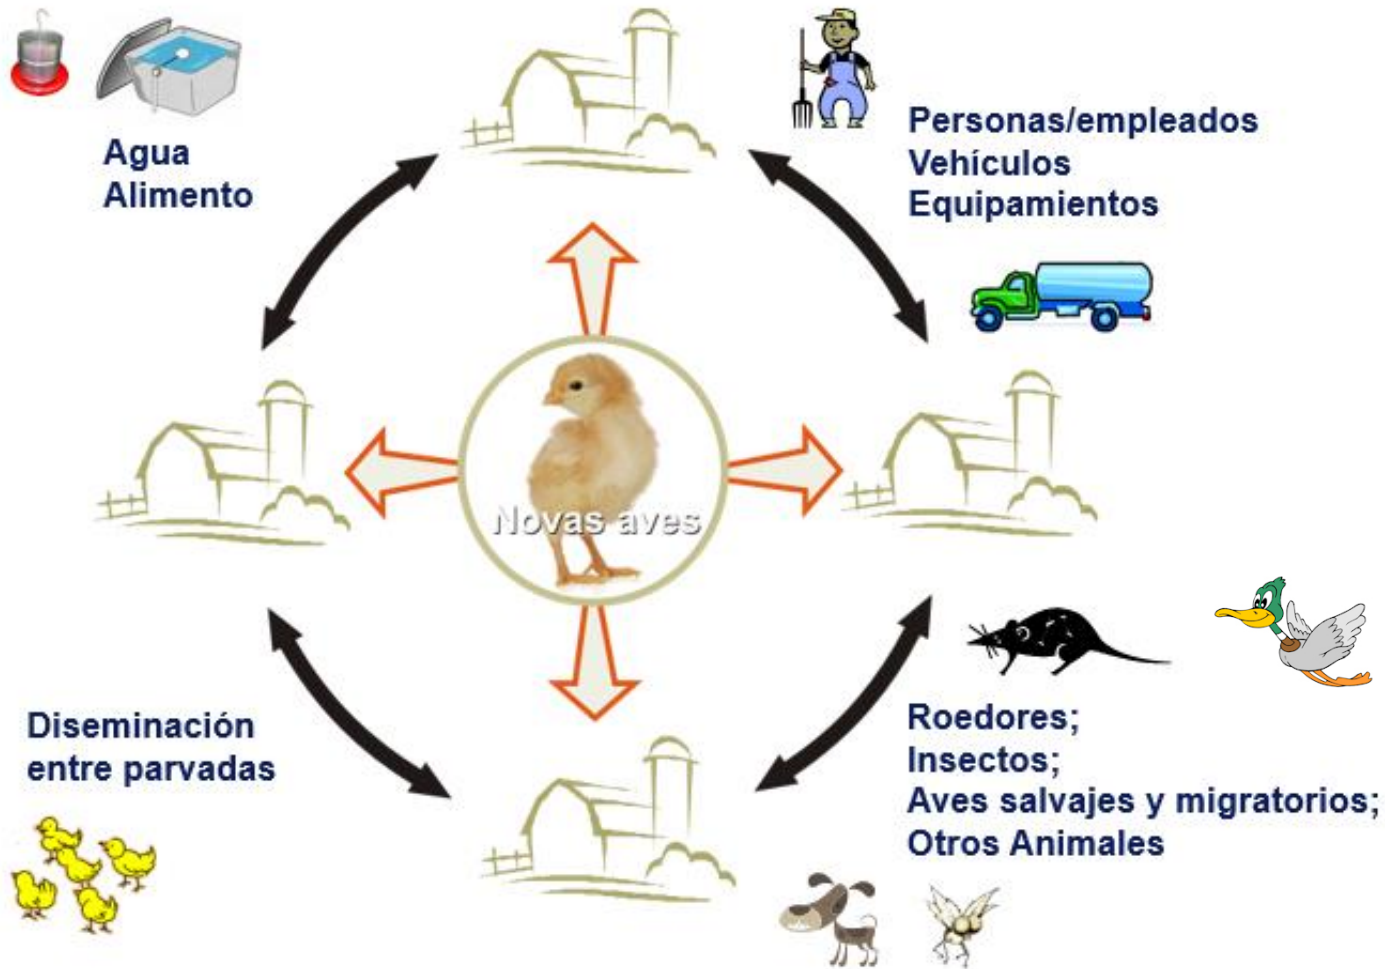 Agua
Alimento
Personas/empleados
Vehículos
Equipamientos
Novas aves
Diseminación
entre parvadas
Roedores;
Insectos;
Aves salvajes y migratorios;
Otros Animales